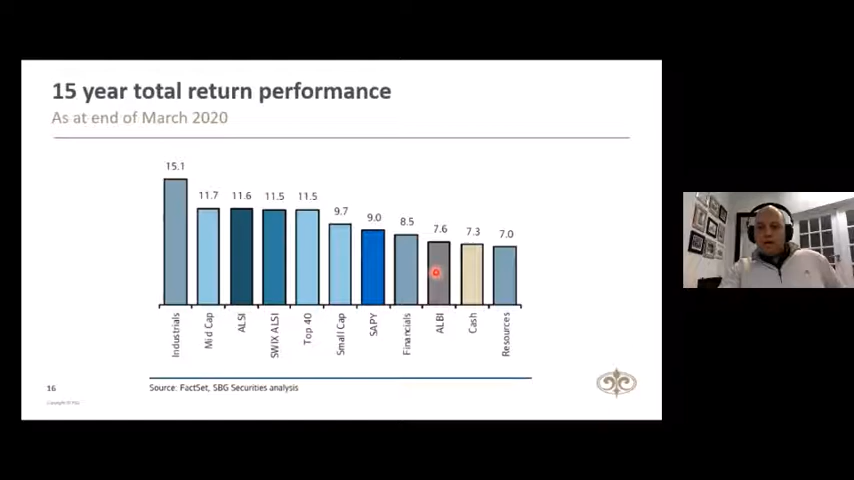 15 year total return performance
As at end of March 2020
15.1
11.7
11.6
11.5
11.5
9.7
9.0
8.5
7.6
7.3
7.0
Industrials
Mid Cap
ALSI
SWIX ALSI
Top 40
Small Cap
SAPY
Financials
ALBI
Cash
Resources
16
Source: FactSet, SBG Securities analysis
Copyright ©